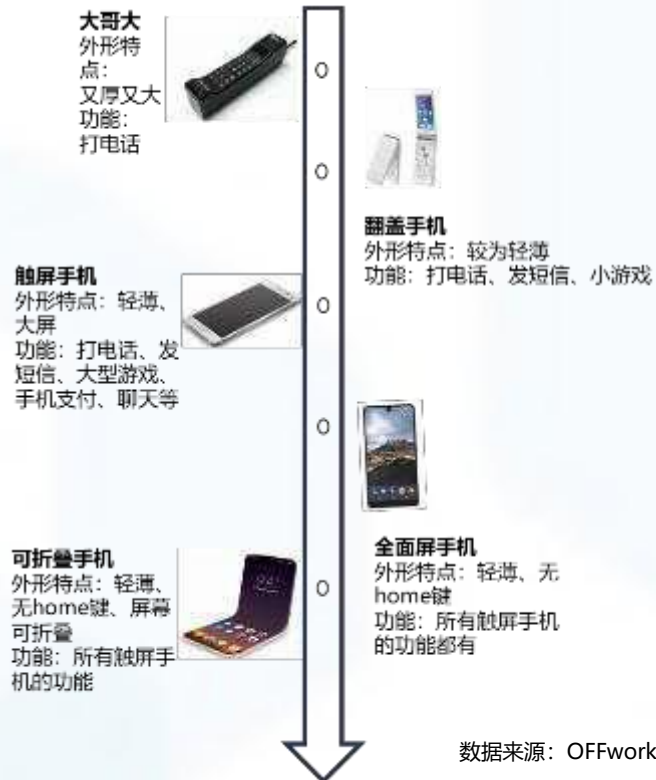 大哥大
外形特
点：
又厚又大
功能：
打电话
翻盖手机
外形特点：较为轻薄
功能：打电话、发短信、小游戏
触屏手机
外形特点：轻薄、
大屏
功能：打电话、发
短信、大型游戏、
手机支付、聊天等
全面屏手机
外形特点：轻薄、无
home键
功能：所有触屏手机
的功能都有
可折叠手机
外形特点：轻薄、
无home键、屏幕
可折叠
功能：所有触屏手
机的功能
数据来源：OFFwork